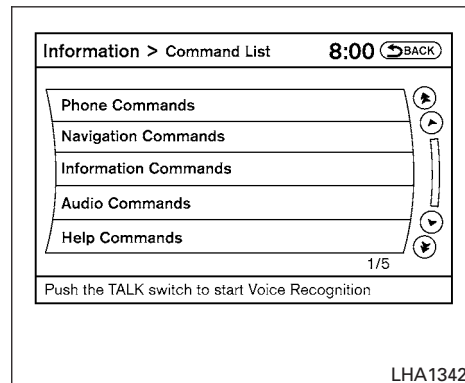 Information > Command List 8:00 BACK
Phone Commands
Navigation Commands
Information Commands
Audio Commands
Help Commands
1/5
Push the TALK switch to start Voice Recognition
LHA1342